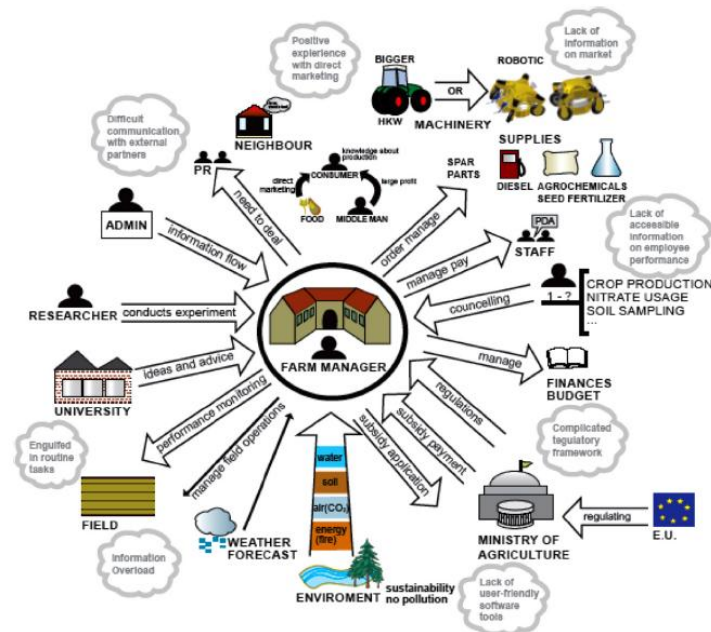 Positive
expierience
with direct
marketing
BIGGER
HKW
OR
MACHINERY
ROBOTIC
Lack of
information
on market
Difficult
communication
with external
partners
NEIGHBOUR
PR
need to deal
knowledge about
production
CONSUMER
direct
marketing
large profit
FOOD
MIDDLE MAN
SPAR
PARTS
SUPPLIES
DIESEL
AGROCHEMICALS
SEED FERTILIZER
order manage
ADMIN
information flow
PDA
STAFF
manage pay
Lack of
accessible
information
on employee
performance
RESEARCHER
conducts experiment
FARM MANAGER
councelling
1 - ?
CROP PRODUCTION
NITRATE USAGE
SOIL SAMPLING
...
UNIVERSITY
ideas and advice
manage
FINANCES
BUDGET
Engulfed
in routine
tasks
performance monitoring
FIELD
manage field operations
Information
Overload
WEATHER
FORECAST
water
soil
air(CO₂)
energy
(fire)
ENVIROMENT
sustainability
no pollution
regulations
subsidy payment
subsidy application
Complicated
tegulatory
framework
MINISTRY OF
AGRICULTURE
regulating
E.U.
Lack of
user-friendly
software
tools